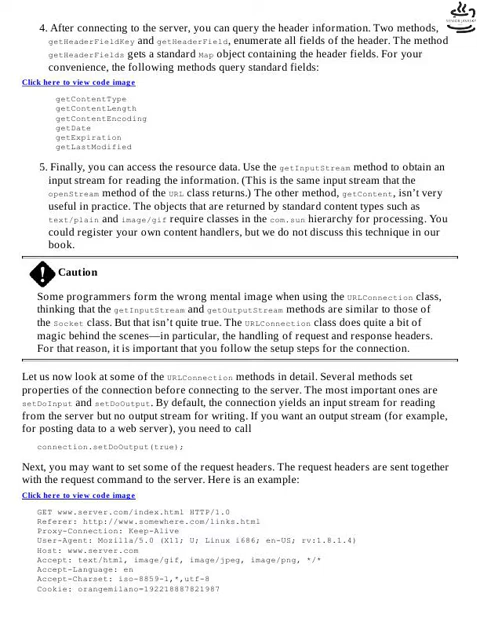 4. After connecting to the server, you can query the header information. Two methods,
getHeaderFieldKey and getHeaderField, enumerate all fields of the header. The method
getHeaderFields gets a standard Map object containing the header fields. For your
convenience, the following methods query standard fields:
Click here to view code image
getContentType
getContentLength
getContentEncoding
getDate
getExpiration
getLastModified
5. Finally, you can access the resource data. Use the getInputStream method to obtain an
input stream for reading the information. (This is the same input stream that the
openStream method of the URL class returns.) The other method, getContent, isn't very
useful in practice. The objects that are returned by standard content types such as
text/plain and image/gif require classes in the com.sun hierarchy for processing. You
could register your own content handlers, but we do not discuss this technique in our
book.
Caution
Some programmers form the wrong mental image when using the URLConnection class,
thinking that the getInputStream and getOutputStream methods are similar to those of
the Socket class. But that isn't quite true. The URLConnection class does quite a bit of
magic behind the scenes—in particular, the handling of request and response headers.
For that reason, it is important that you follow the setup steps for the connection.
Let us now look at some of the URLConnection methods in detail. Several methods set
properties of the connection before connecting to the server. The most important ones are
setDoInput and setDoOutput. By default, the connection yields an input stream for reading
from the server but no output stream for writing. If you want an output stream (for example,
for posting data to a web server), you need to call
connection.setDoOutput(true);
Next, you may want to set some of the request headers. The request headers are sent together
with the request command to the server. Here is an example:
Click here to view code image
GET www.server.com/index.html HTTP/1.0
Referer: http://www.somewhere.com/links.html
Proxy-Connection: Keep-Alive
User-Agent: Mozilla/5.0 (X11; U; Linux i686; en-US; rv:1.8.1.4)
Host: www.server.com
Accept: text/html, image/gif, image/jpeg, image/png, */*
Accept-Language: en
Accept-Charset: iso-8859-1,*,utf-8
Cookie: orangemilano=192218887821987